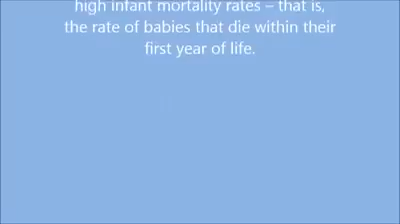 high infant mortality rates – that is,
the rate of babies that die within their
first year of life.